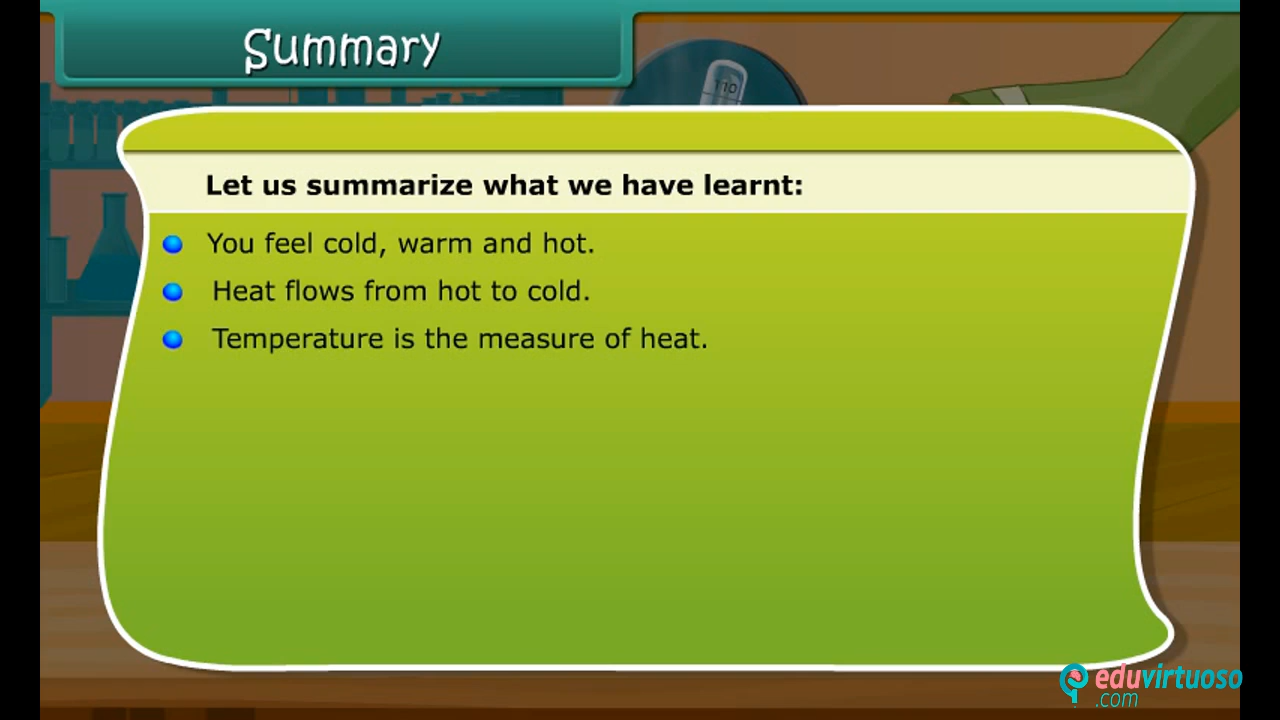 Summary
110
Let us summarize what we have learnt:
You feel cold, warm and hot.
Heat flows from hot to cold.
Temperature is the measure of heat.
eduvirtuoso
.com